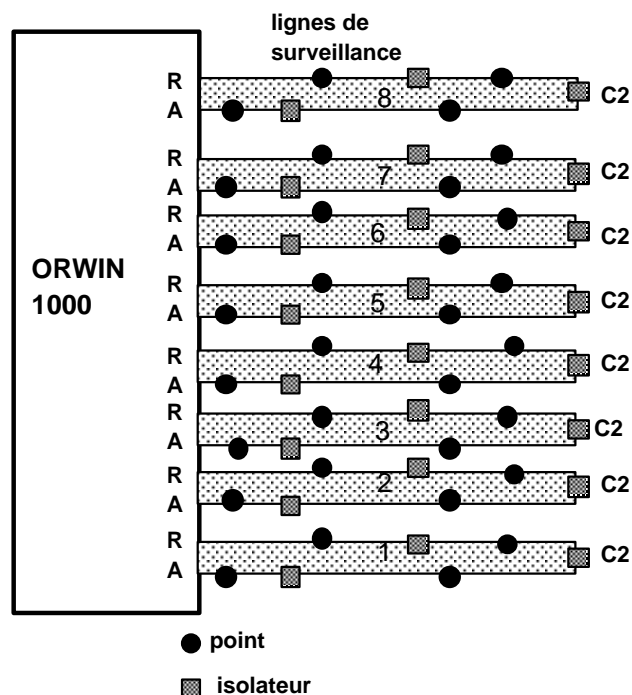 lignes de
surveillance
R
8
C2
A
R
7
C2
A
R
6
C2
A
ORWIN
1000
R
5
C2
A
R
4
C2
A
R
3
C2
A
R
2
C2
A
R
1
C2
A
point
isolateur